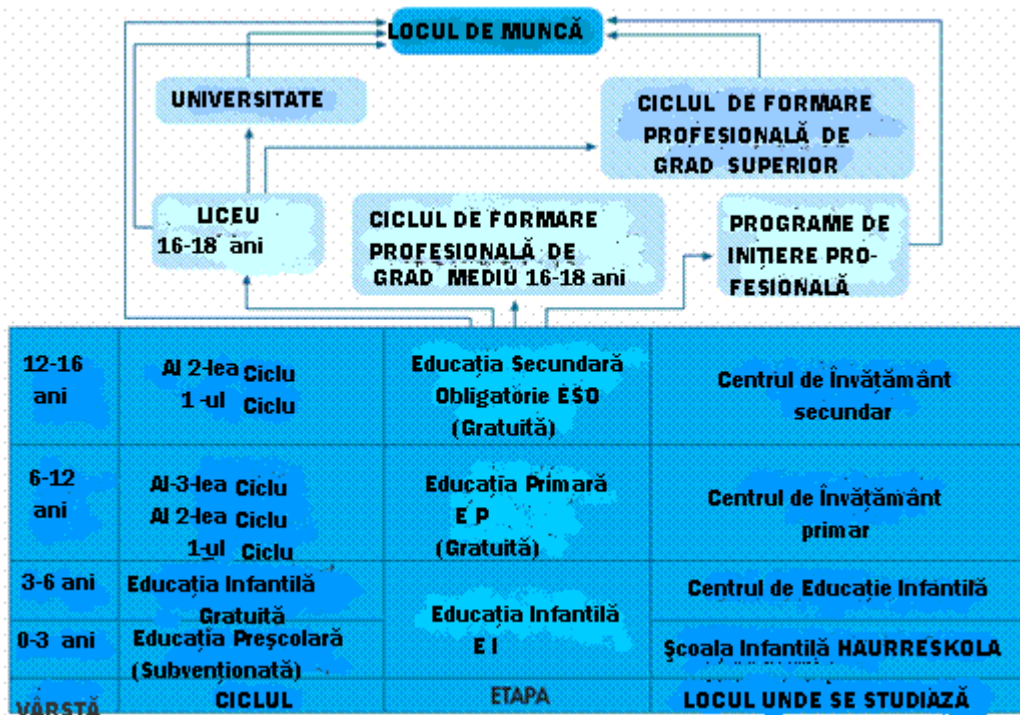 LOCUL DE MUNCĂ
UNIVERSITATE
CICLUL DE FORMARE
PROFESIONALĂ DE
GRAD SUPERIOR
LICEU
16-18 ani
CICLUL DE FORMARE
PROFESIONALĂ DE
GRAD MEDIU 16-18 ani
PROGRAME DE
INIȚIERE PRO-
FESIONALĂ
12-16
ani
Al 2-lea Ciclu
1 -ul Ciclu
Educația Secundară
Obligatorie ESO
(Gratuită)
Centrul de Învățământ
secundar
6-12
ani
Al-3-lea Ciclu
Al 2-lea Ciclu
1-ul Ciclu
Educația Primară
E P
(Gratuită)
Centrul de Învățământ
primar
3-6 ani
Educația Infantilă
Gratuită
Educația Infantilă
E I
Centrul de Educație Infantilă
0-3 ani
Educația Preşcolară
(Subvenționată)
Şcoala Infantilă HAURRESKOLA
VÂRSTĂ
CICLUL
ETAPA
LOCUL UNDE SE STUDIAZĂ